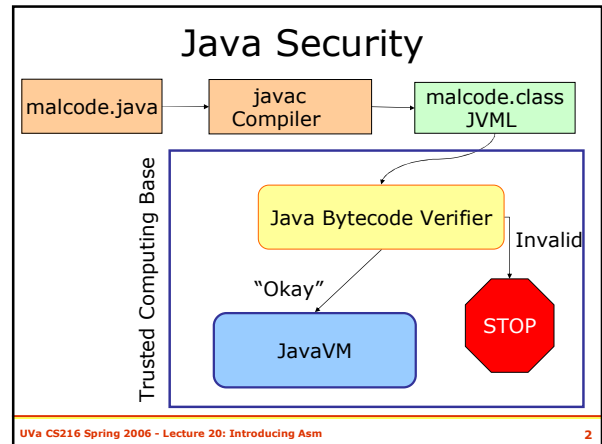 Java Security
malcode.java
javac
Compiler
malcode.class
JVML
Trusted Computing Base
Java Bytecode Verifier
Invalid
“Okay”
STOP
JavaVM
UVa CS216 Spring 2006 - Lecture 20: Introducing Asm
2